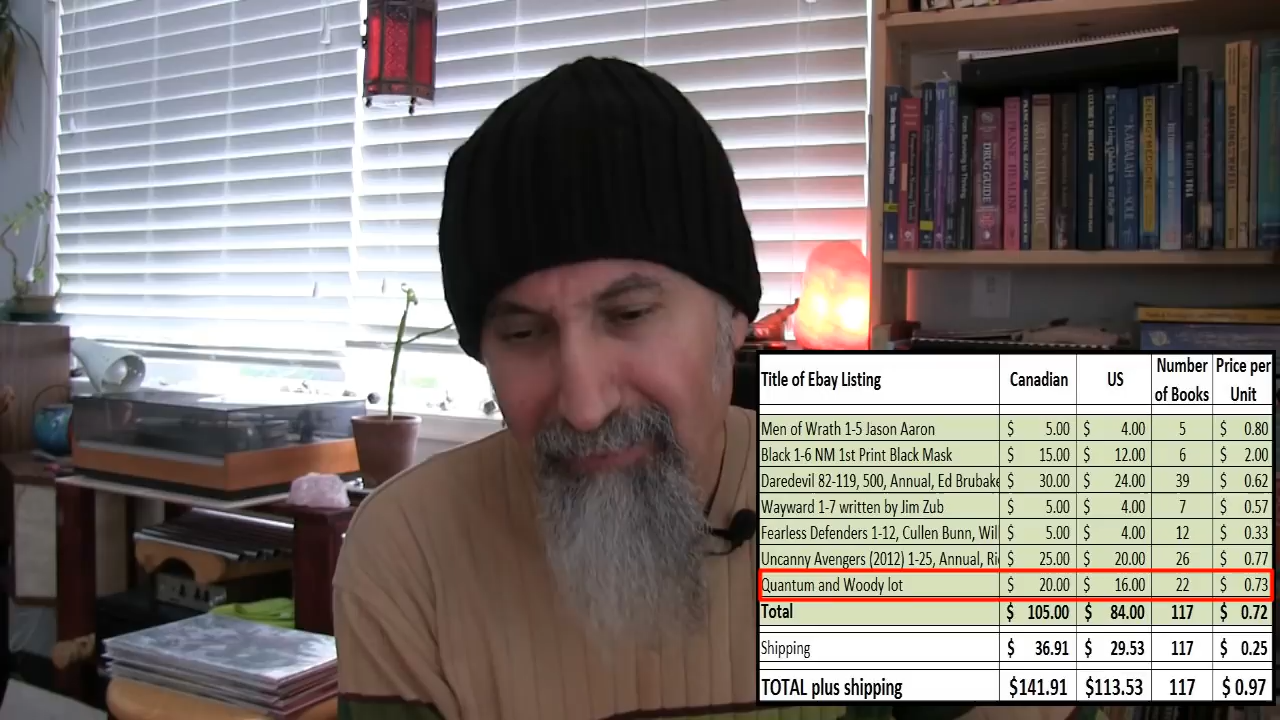 DRUG GUIDE
PRANIC HEALING
KABALAH
ENERGY MEDICINE
Title of Ebay Listing Canadian US Number of Books Price per Unit
Men of Wrath 1-5 Jason Aaron $ 5.00 $ 4.00 5 $ 0.80
Black 1-6 NM 1st Print Black Mask $ 15.00 $ 12.00 6 $ 2.00
Daredevil 82-119, 500, Annual, Ed Brubake $ 30.00 $ 24.00 39 $ 0.62
Wayward 1-7 written by Jim Zub $ 5.00 $ 4.00 7 $ 0.57
Fearless Defenders 1-12, Cullen Bunn, Wil $ 5.00 $ 4.00 12 $ 0.33
Uncanny Avengers (2012) 1-25, Annual, Ri $ 25.00 $ 20.00 26 $ 0.77
Quantum and Woody lot $ 20.00 $ 16.00 22 $ 0.73
Total $ 105.00 $ 84.00 117 $ 0.72
Shipping $ 36.91 $ 29.53 117 $ 0.25
TOTAL plus shipping $141.91 $113.53 117 $ 0.97